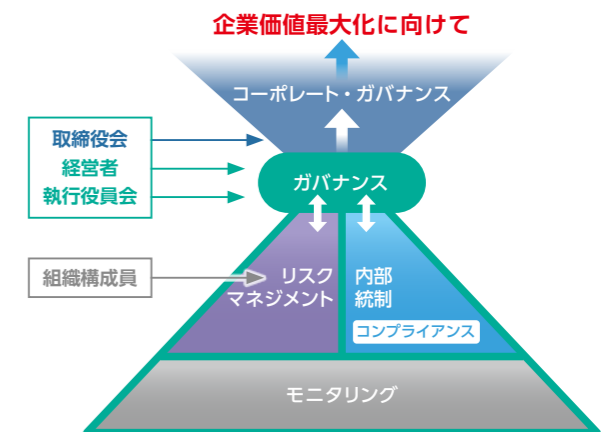 企業価値最大化に向けて
コーポレート・ガバナンス
取締役会
経営者
執行役員会
ガバナンス
組織構成員
リスク
マネジメント
内部
統制
コンプライアンス
モニタリング